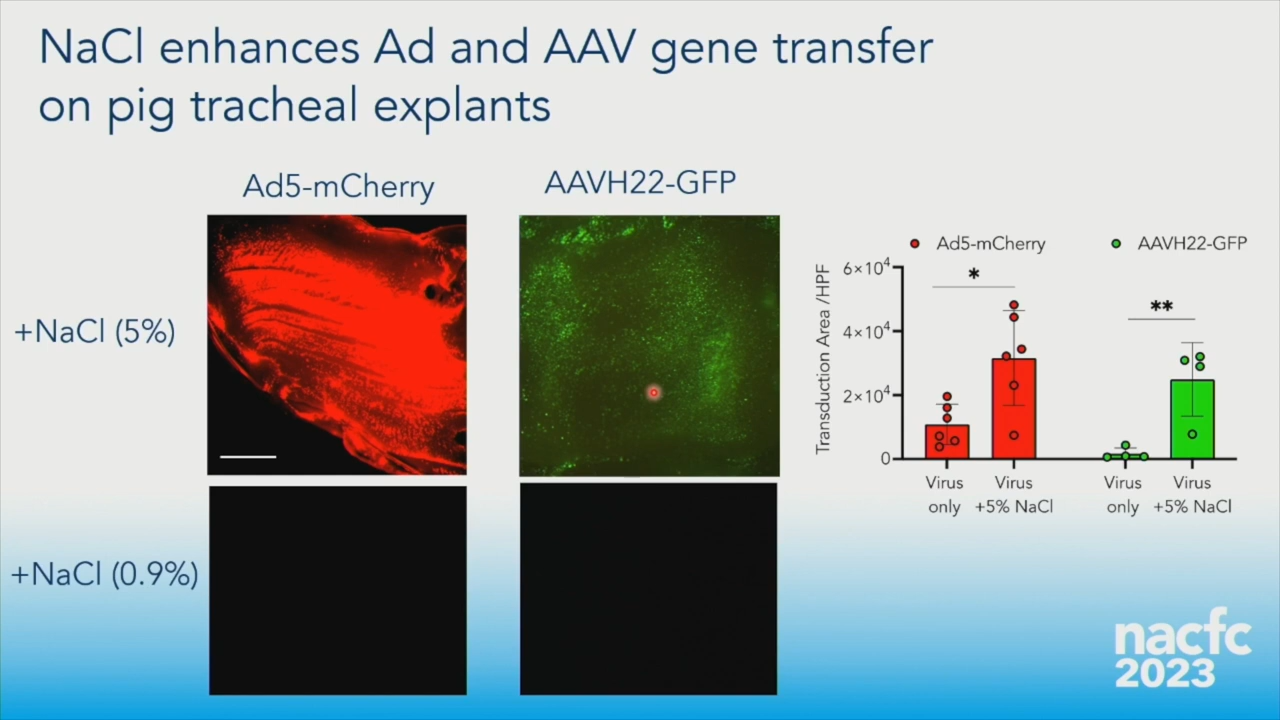 NaCl enhances Ad and AAV gene transfer
on pig tracheal explants
Ad5-mCherry
AAVH22-GFP
+NaCl (5%)
+NaCl (0.9%)
Ad5-mCherry
AAVH22-GFP
Transduction Area /HPF
6×10⁴
4×10⁴
2×10⁴
0
*
**
Virus
only
Virus
+5% NaCl
Virus
only
Virus
+5% NaCl
nacfc
2023